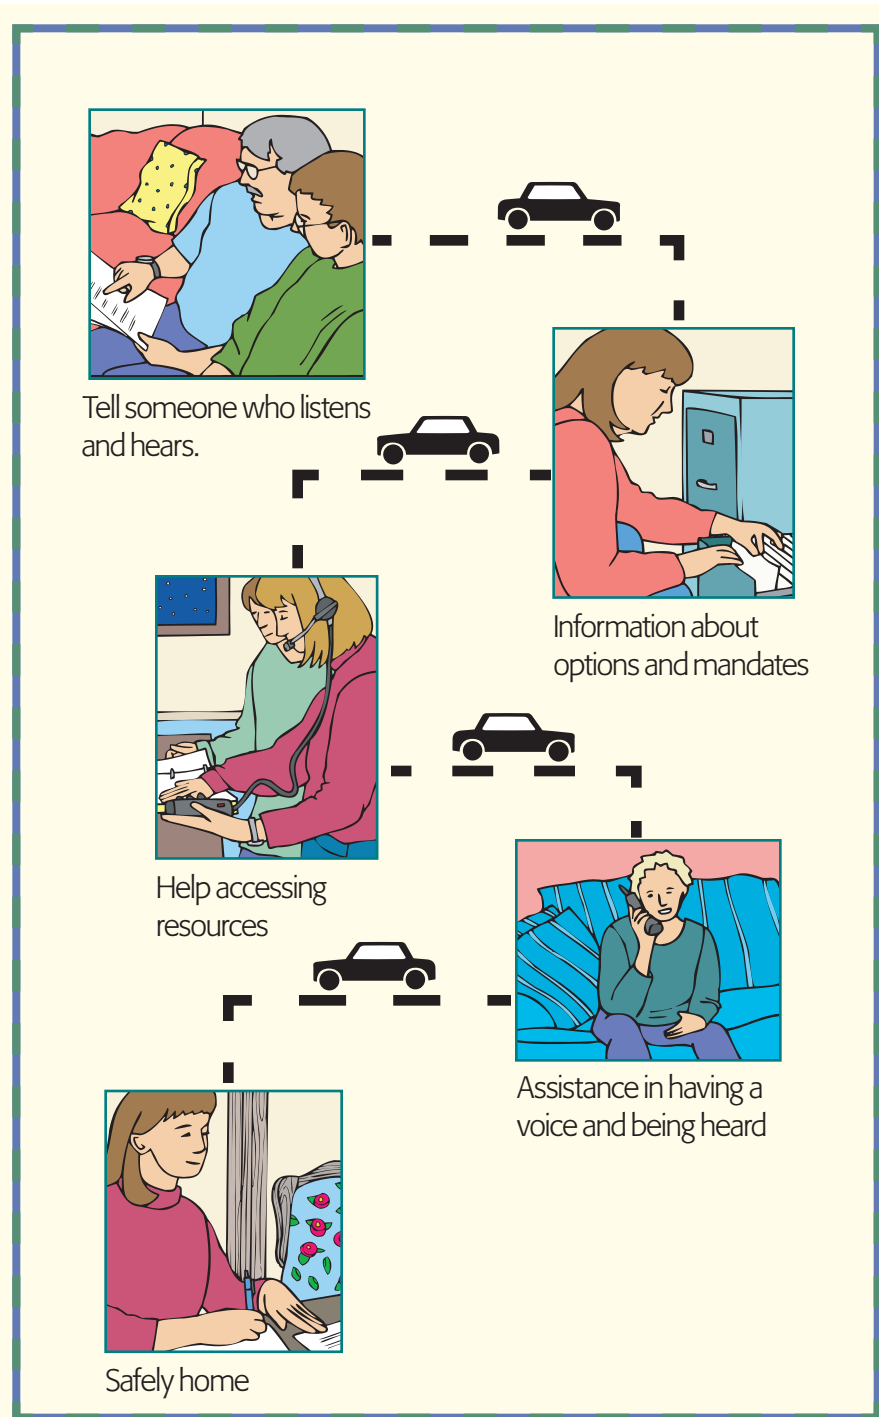 Tell someone who listens
and hears.
Information about
options and mandates
Help accessing
resources
Assistance in having a
voice and being heard
Safely home